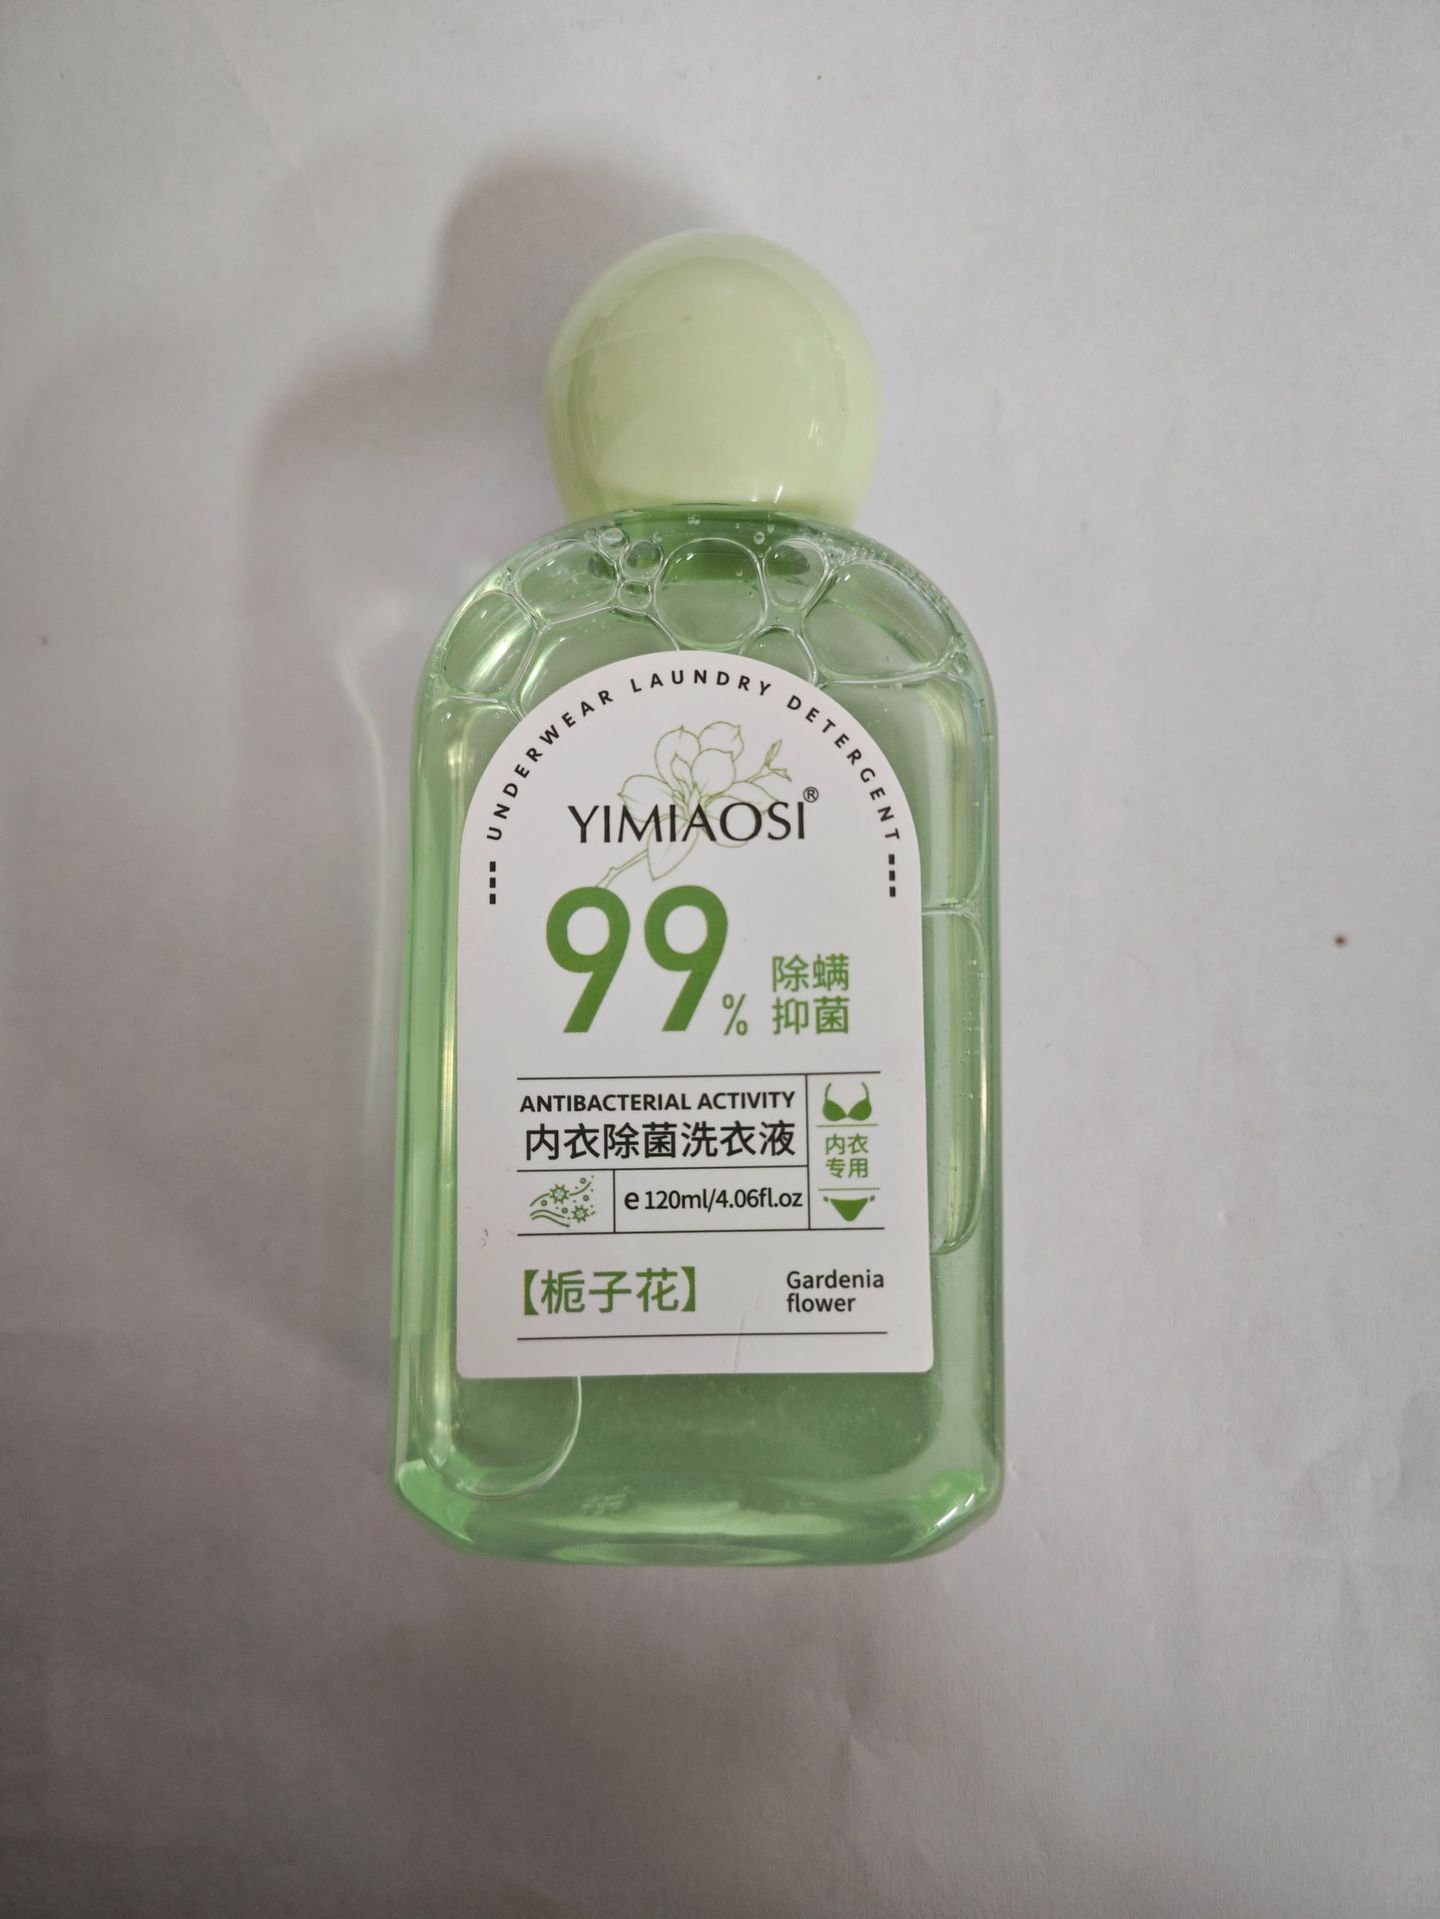 UNDERWEAR LAUNDRY DETERGENT
YIMIAOSI®
99%
除螨
抑菌
ANTIBACTERIAL ACTIVITY
内衣除菌洗衣液
内衣
专用
e 120ml/4.06fl.oz
【栀子花】
Gardenia
flower